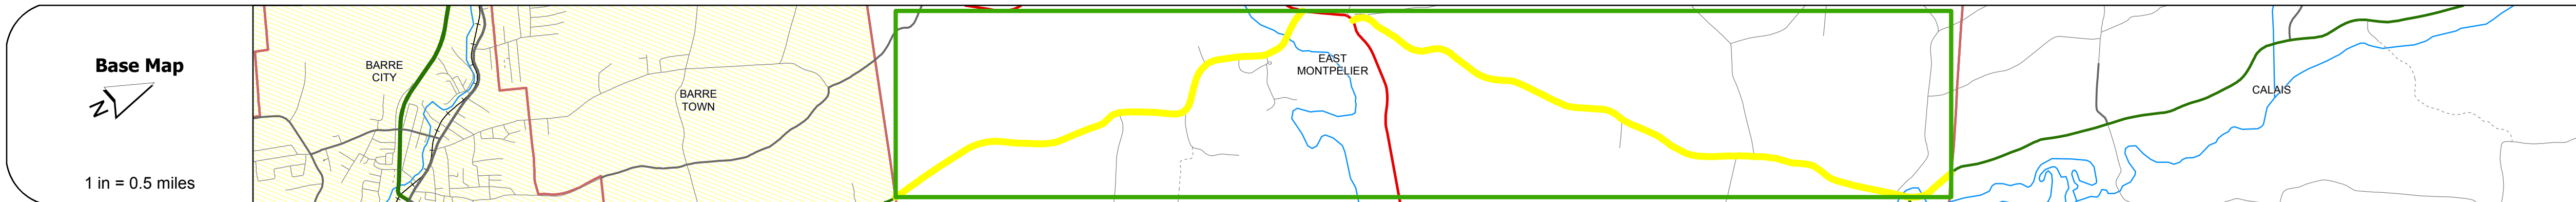 Base Map
N
1 in = 0.5 miles
BARRE
CITY
BARRE
TOWN
EAST
MONTPELIER
CALAIS